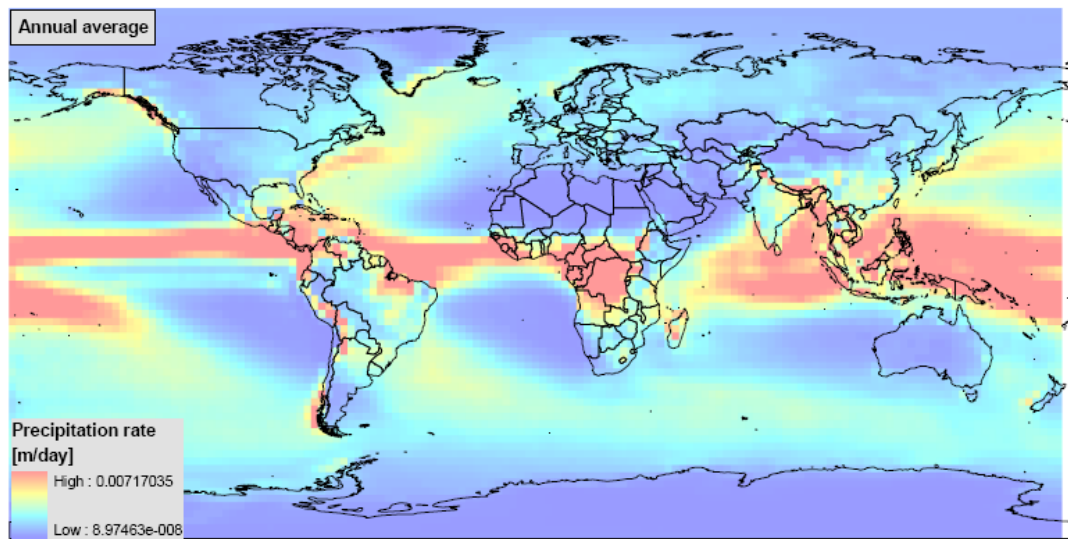 Annual average
Precipitation rate
[m/day]
High : 0.00717035
Low : 8.97463e-008